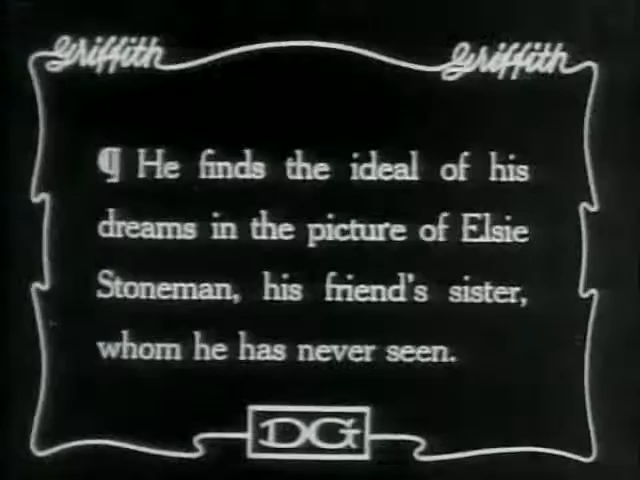 Griffith Griffith
¶ He finds the ideal of his
dreams in the picture of Elsie
Stoneman, his friend's sister,
whom he has never seen.
DG